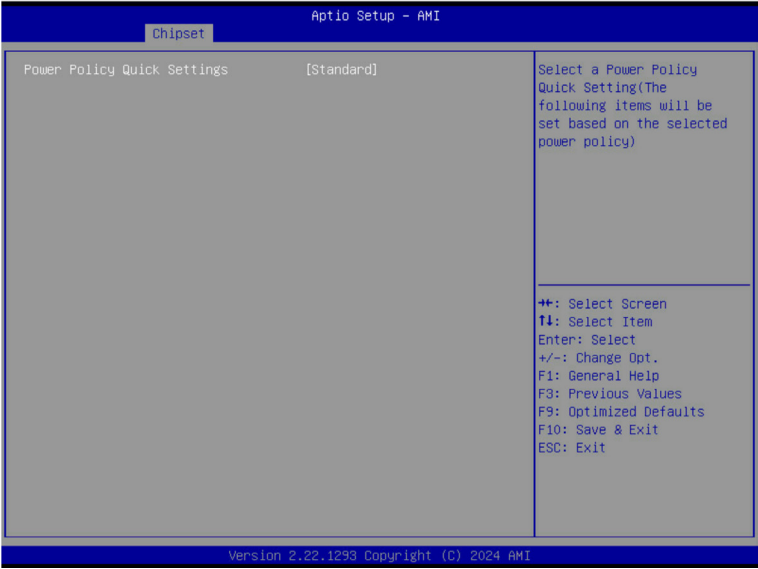 Aptio Setup - AMI
Chipset
Power Policy Quick Settings [Standard]
Select a Power Policy
Quick Setting(The
following items will be
set based on the selected
power policy)
→←: Select Screen
↑↓: Select Item
Enter: Select
+/-: Change Opt.
F1: General Help
F3: Previous Values
F9: Optimized Defaults
F10: Save & Exit
ESC: Exit
Version 2.22.1293 Copyright (C) 2024 AMI